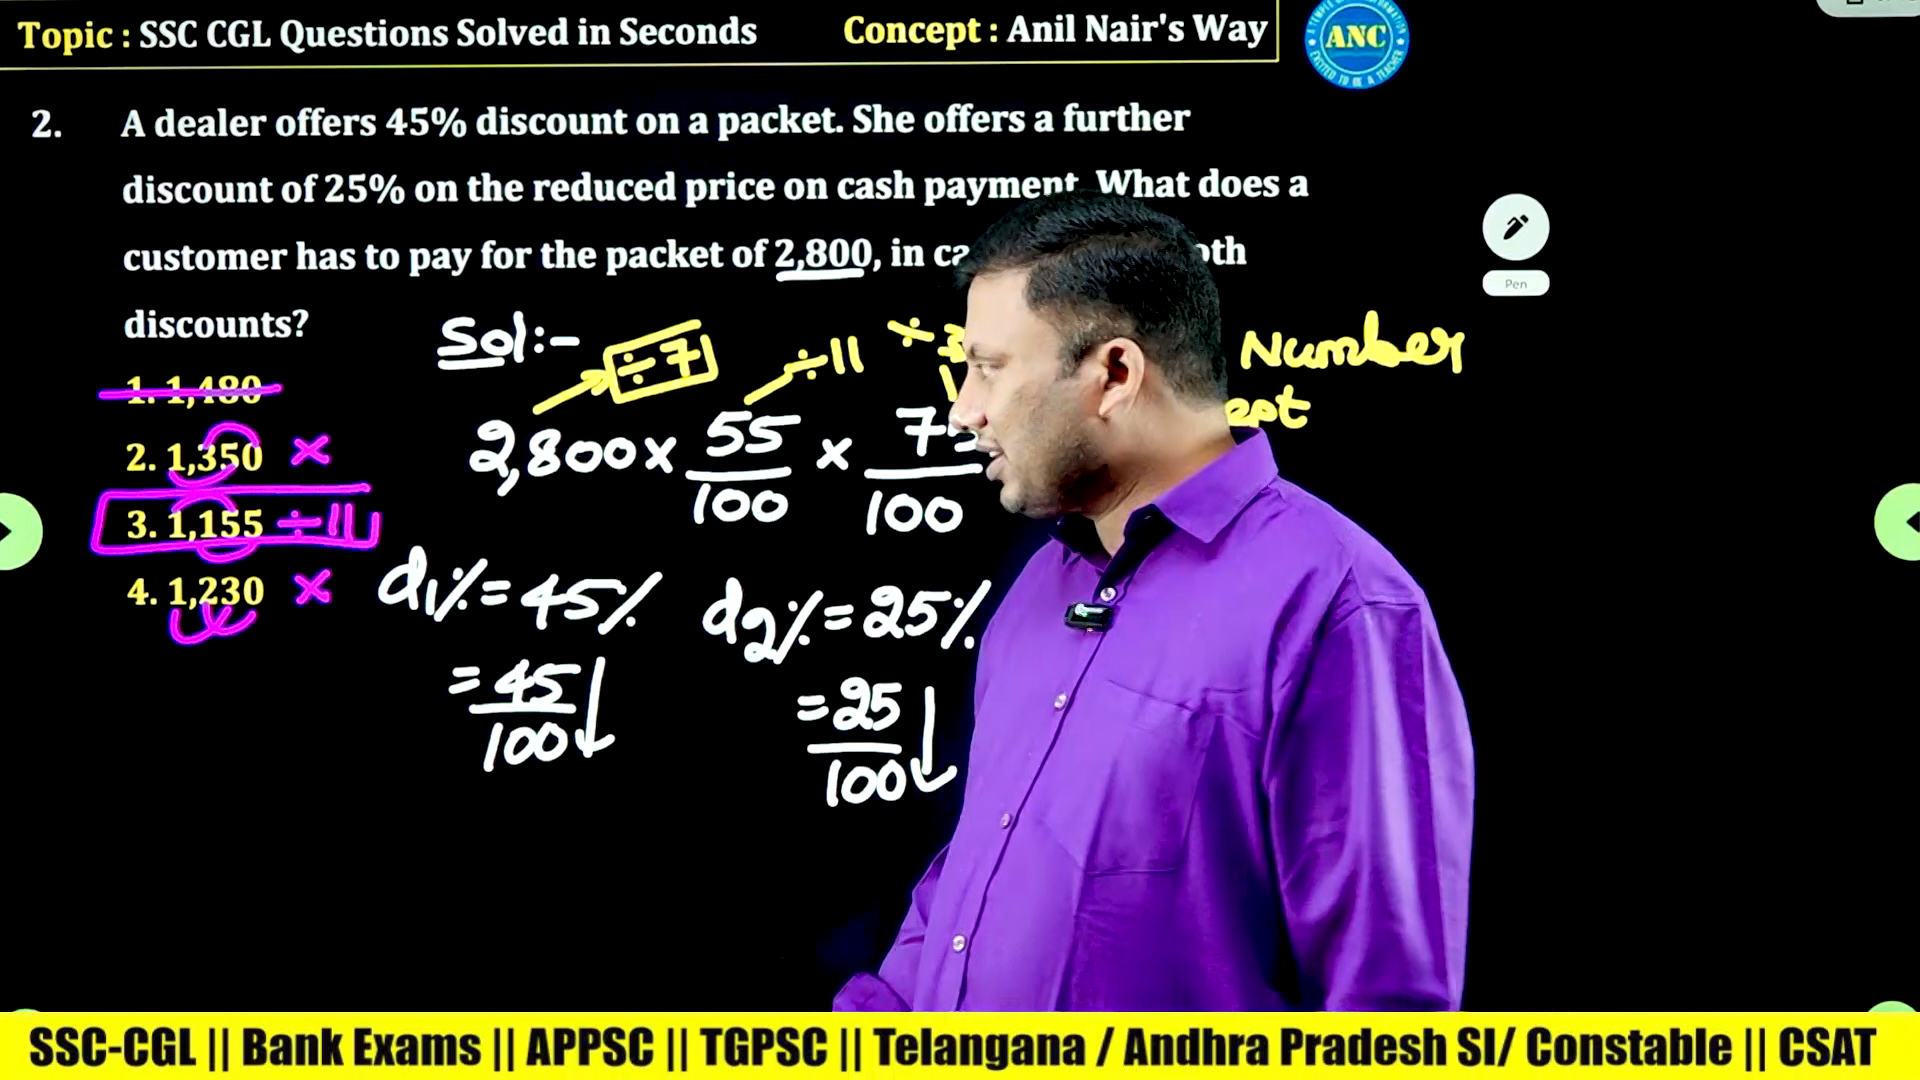 Topic : SSC CGL Questions Solved in Seconds
Concept : Anil Nair's Way
ANC
2. A dealer offers 45% discount on a packet. She offers a further
discount of 25% on the reduced price on cash payment. What does a
customer has to pay for the packet of 2,800, in
discounts?
Sol:-
÷7
÷11
÷3
Number
1. 1,480
2. 1,350 ×
3. 1,155 ÷11
4. 1,230 ×
2,800 × 55/100 × 75/100
d1% = 45%
= 45/100 ↓
d2% = 25%
= 25/100 ↓
Pen
SSC-CGL || Bank Exams || APPSC || TGPSC || Telangana / Andhra Pradesh SI/ Constable || CSAT